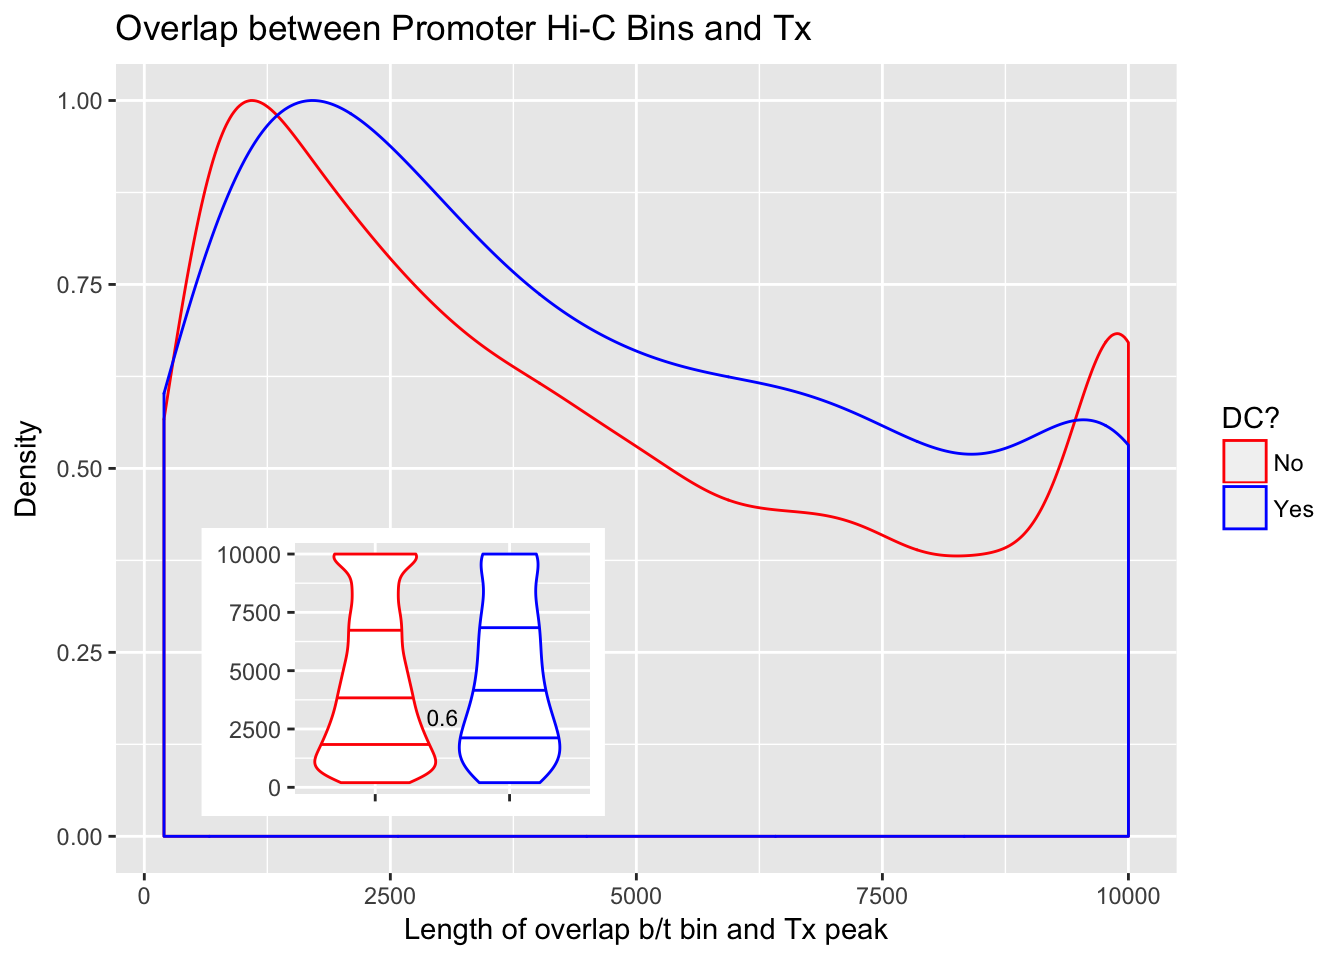 Overlap between Promoter Hi-C Bins and Tx
1.00
0.75
0.50
0.25
0.00
Density
10000
7500
5000
2500
0
0.6
0
2500
5000
7500
10000
Length of overlap b/t bin and Tx peak
DC?
No
Yes